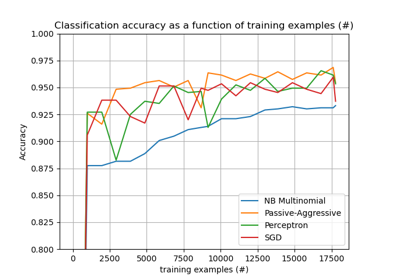 Classification accuracy as a function of training examples (#)
1.000
0.975
0.950
0.925
0.900
0.875
0.850
0.825
0.800
Accuracy
NB Multinomial
Passive-Aggressive
Perceptron
SGD
0 2500 5000 7500 10000 12500 15000 17500
training examples (#)